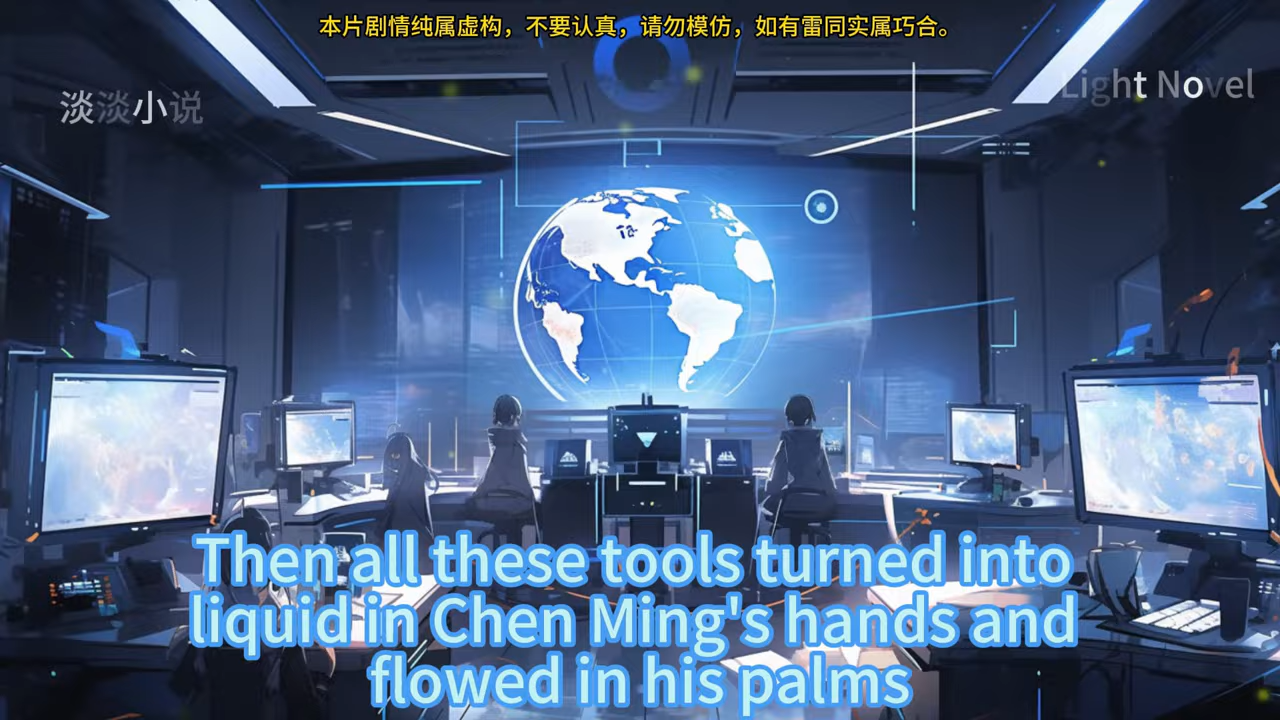 本片剧情纯属虚构，不要认真，请勿模仿，如有雷同实属巧合。
淡淡小说
Light Novel
Then all these tools turned into
liquid in Chen Ming's hands and
flowed in his palms